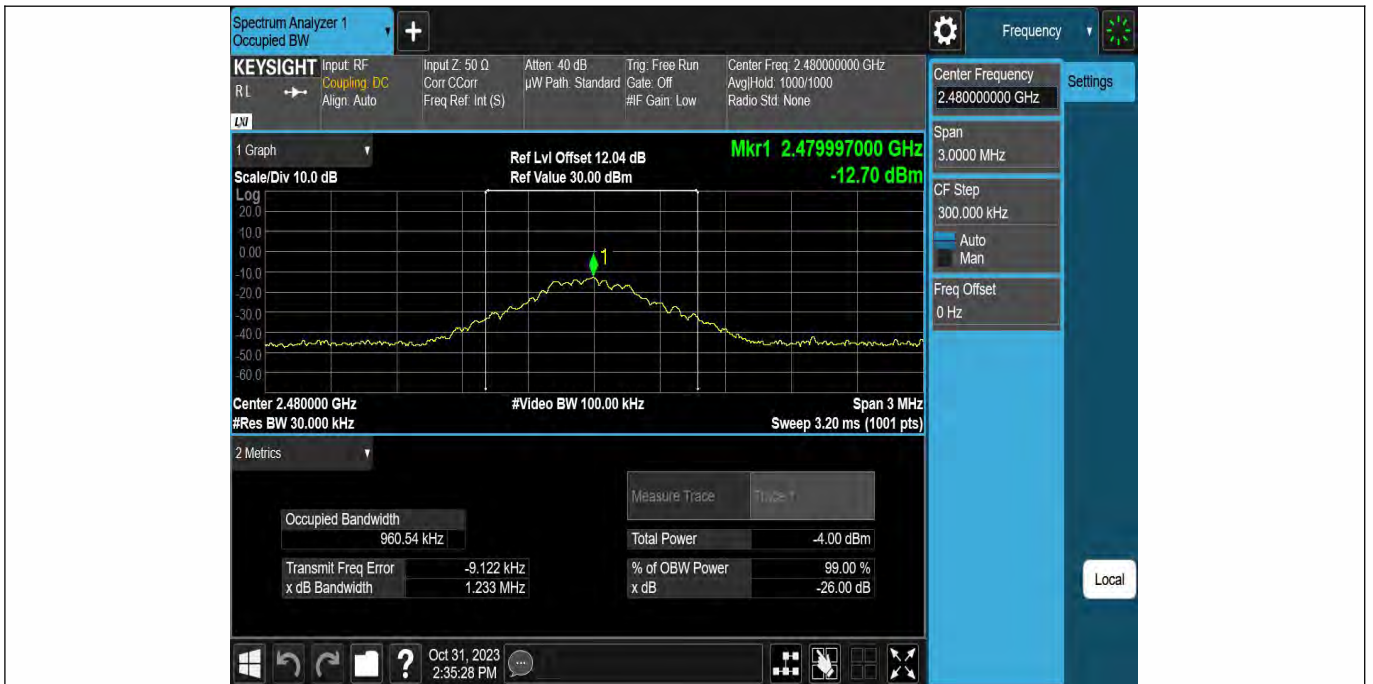 Spectrum Analyzer 1
Occupied BW
Frequency
KEYSIGHT
RL
LXI
Input: RF
Coupling: DC
Align: Auto
Input Z: 50 Ω
Corr CCorr
Freq Ref: Int (S)
Atten: 40 dB
µW Path: Standard
Trig: Free Run
Gate: Off
#IF Gain: Low
Center Freq: 2.480000000 GHz
Avg|Hold: 1000/1000
Radio Std: None
Center Frequency
2.480000000 GHz
Settings
Span
3.0000 MHz
CF Step
300.000 kHz
Auto
Man
Freq Offset
0 Hz
Local
1 Graph
Scale/Div 10.0 dB
Ref Lvl Offset 12.04 dB
Ref Value 30.00 dBm
Mkr1 2.479997000 GHz
-12.70 dBm
Log
20.0
10.0
0.00
-10.0
-20.0
-30.0
-40.0
-50.0
-60.0
1
Center 2.480000 GHz
#Res BW 30.000 kHz
#Video BW 100.00 kHz
Span 3 MHz
Sweep 3.20 ms (1001 pts)
2 Metrics
Measure Trace
Trace 1
Occupied Bandwidth
960.54 kHz
Total Power -4.00 dBm
Transmit Freq Error -9.122 kHz
% of OBW Power 99.00 %
x dB Bandwidth 1.233 MHz
x dB -26.00 dB
Oct 31, 2023
2:35:28 PM